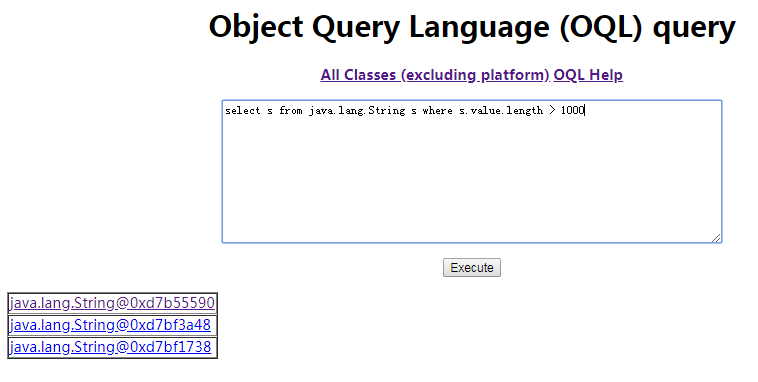 Object Query Language (OQL) query
All Classes (excluding platform) OQL Help
select s from java.lang.String s where s.value.length > 1000
Execute
java.lang.String@0xd7b55590
java.lang.String@0xd7bf3a48
java.lang.String@0xd7bf1738